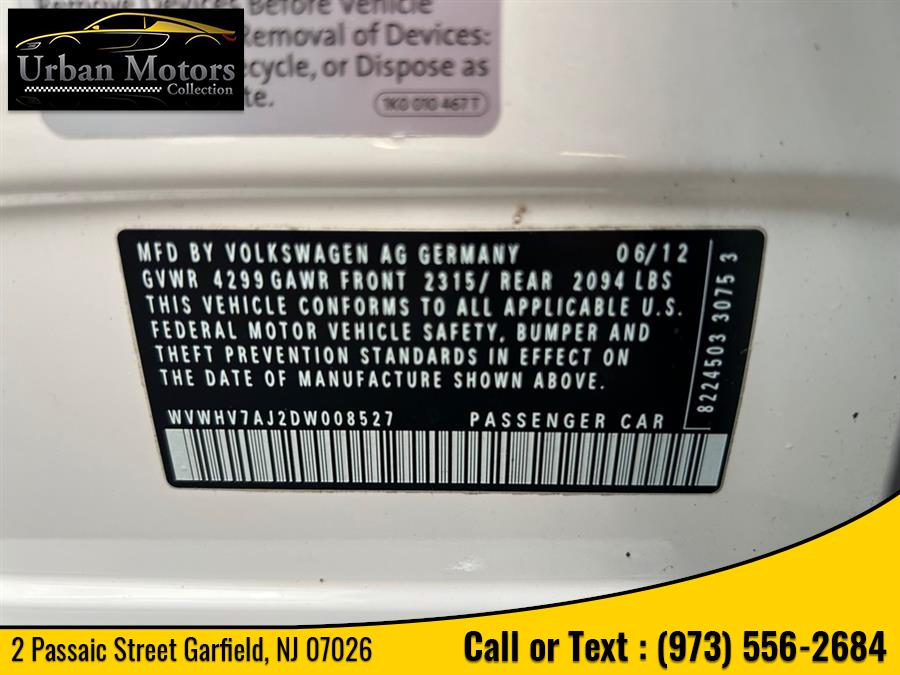 Remove Devices Before Vehicle
Removal of Devices:
ecycle, or Dispose as
te.
1K0 010 467 T
Urban Motors
Collection
MFD BY VOLKSWAGEN AG GERMANY 06/12
GVWR 4299 GAWR FRONT 2315/ REAR 2094 LBS
THIS VEHICLE CONFORMS TO ALL APPLICABLE U.S.
FEDERAL MOTOR VEHICLE SAFETY, BUMPER AND
THEFT PREVENTION STANDARDS IN EFFECT ON
THE DATE OF MANUFACTURE SHOWN ABOVE.
WVWHV7AJ2DW008527 PASSENGER CAR
8224503 3075 3
2 Passaic Street Garfield, NJ 07026
Call or Text : (973) 556-2684